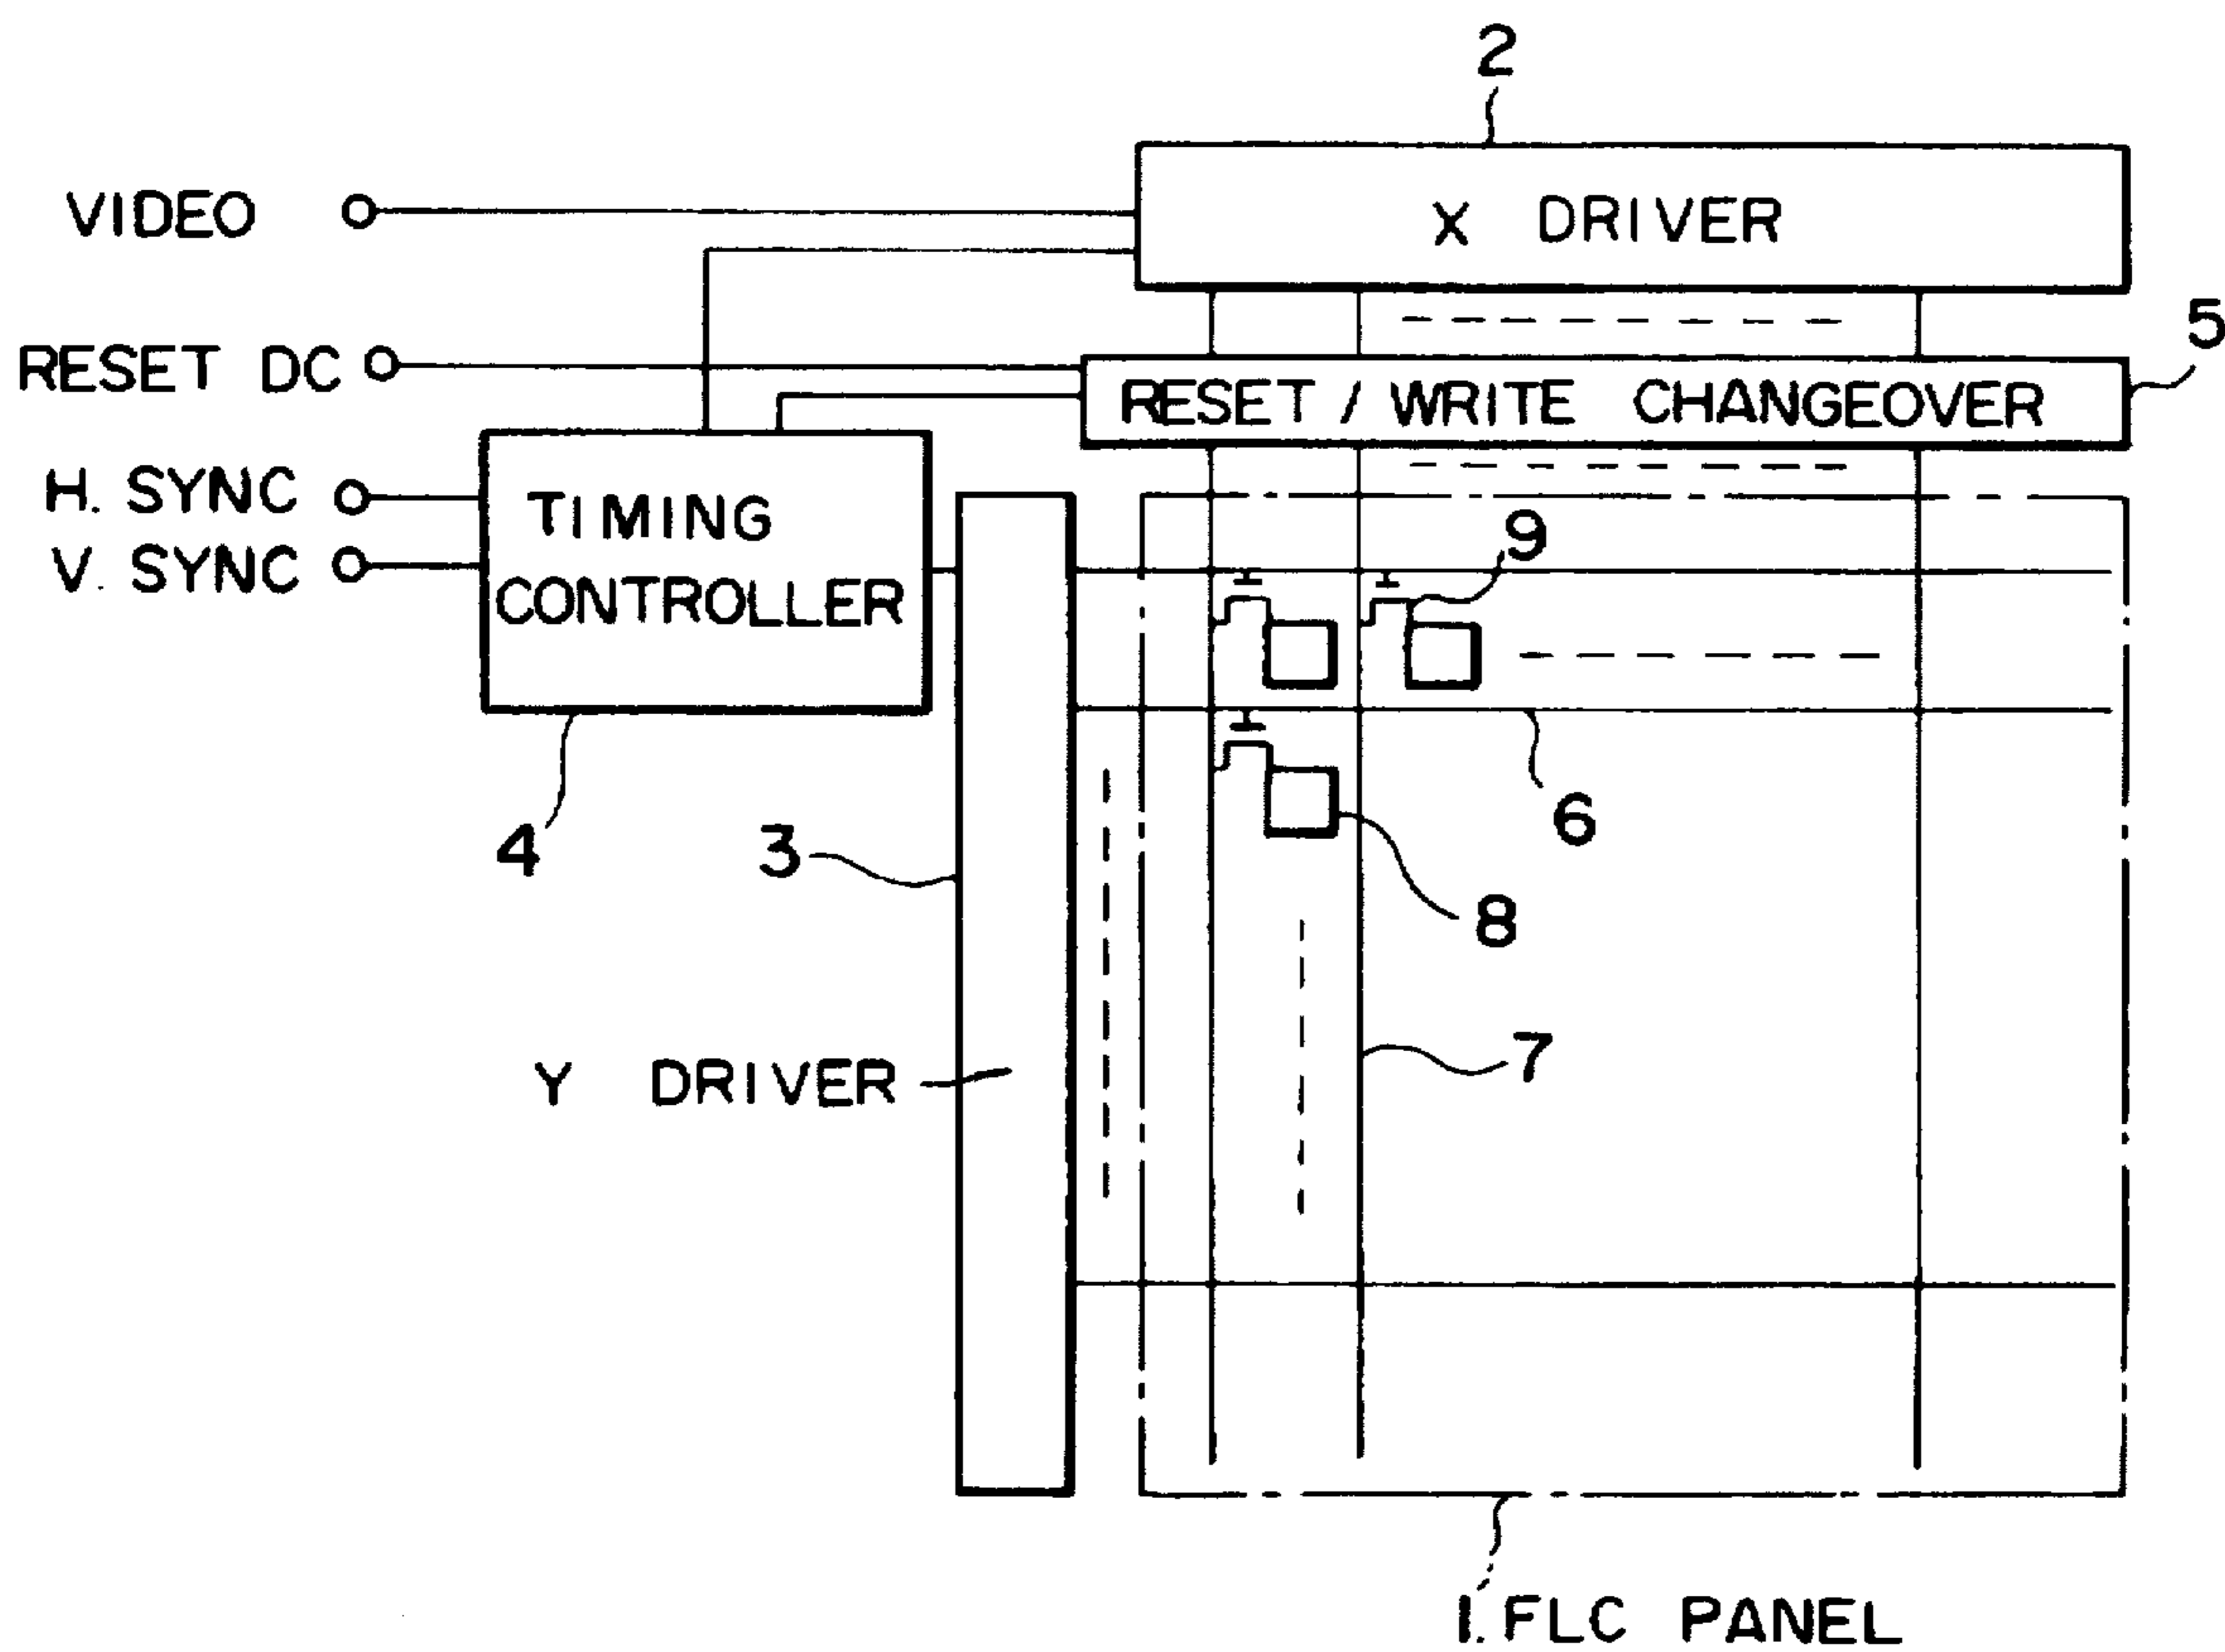 2
VIDEO
X DRIVER
5
RESET DC
RESET / WRITE CHANGEOVER
H. SYNC
V. SYNC
TIMING
CONTROLLER
9
6
4
3
8
7
Y DRIVER
1. FLC PANEL